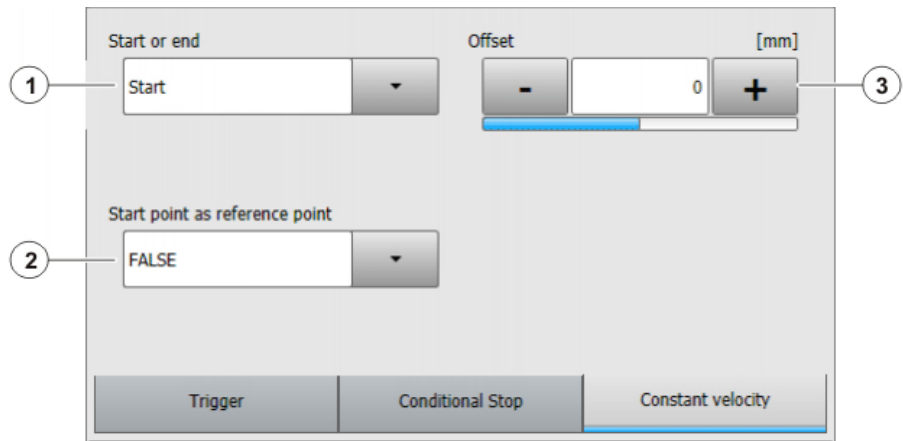 Start or end
Offset [mm]
1 Start - 0 + 3
Start point as reference point
2 FALSE
Trigger Conditional Stop Constant velocity